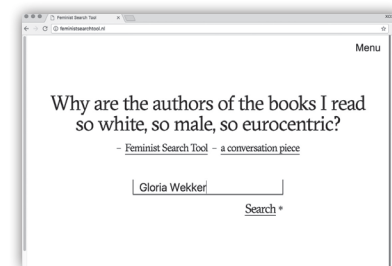 Feminist Search Tool
feministsearchtool.nl
Menu
Why are the authors of the books I read
so white, so male, so eurocentric?
– Feminist Search Tool – a conversation piece
Gloria Wekker
Search *